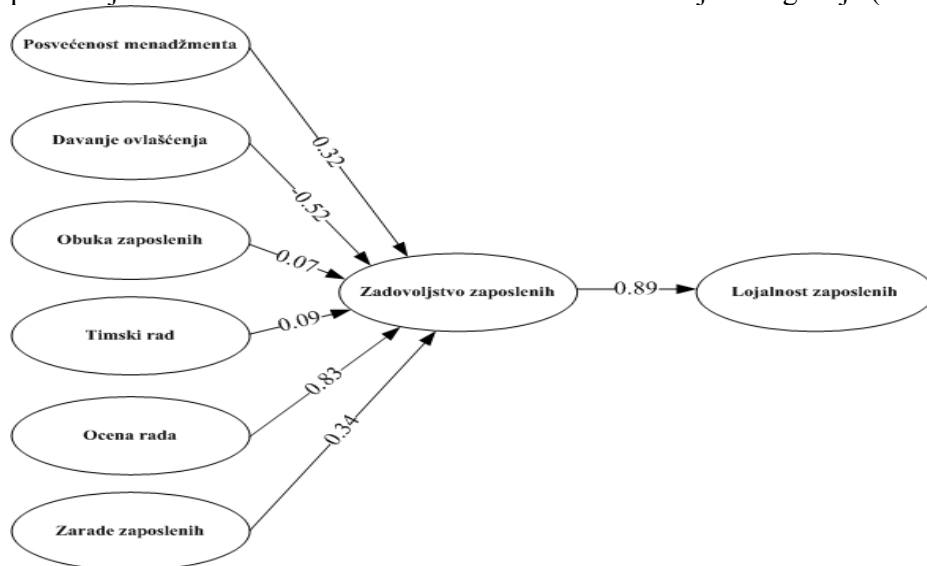 Posvećenost menadžmenta
0.32
Davanje ovlašćenja
-0.52
Obuka zaposlenih
0.07
Zadovoljstvo zaposlenih
0.89
Lojalnost zaposlenih
Timski rad
0.09
Ocena rada
0.83
0.34
Zarade zaposlenih